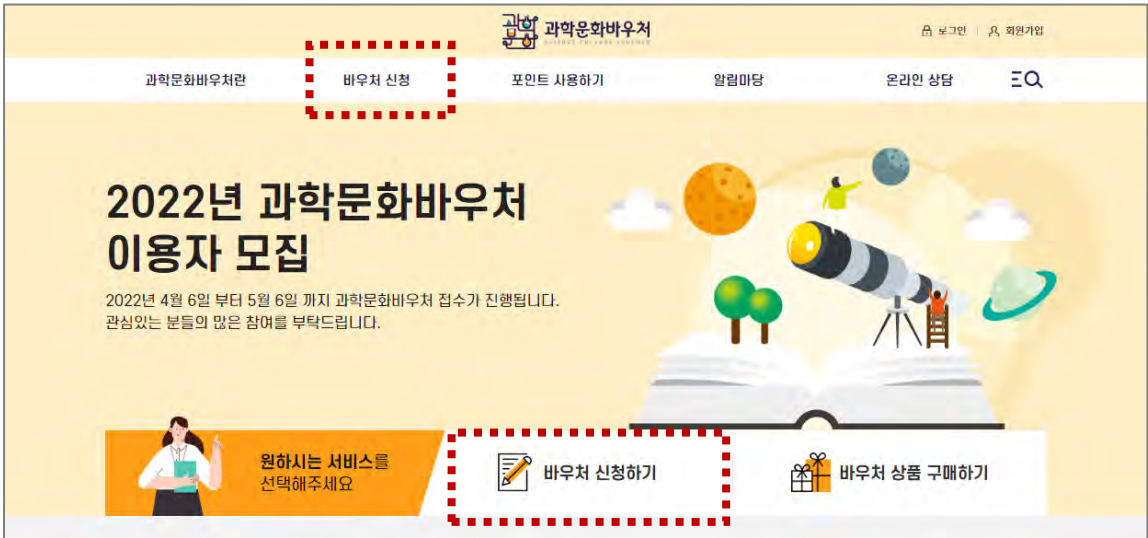 과학문화바우처
로그인 회원가입
과학문화바우처란 바우처 신청 포인트 사용하기 알림마당 온라인 상담
2022년 과학문화바우처
이용자 모집
2022년 4월 6일 부터 5월 6일 까지 과학문화바우처 접수가 진행됩니다.
관심있는 분들의 많은 참여를 부탁드립니다.
원하시는 서비스를
선택해주세요
바우처 신청하기
바우처 상품 구매하기